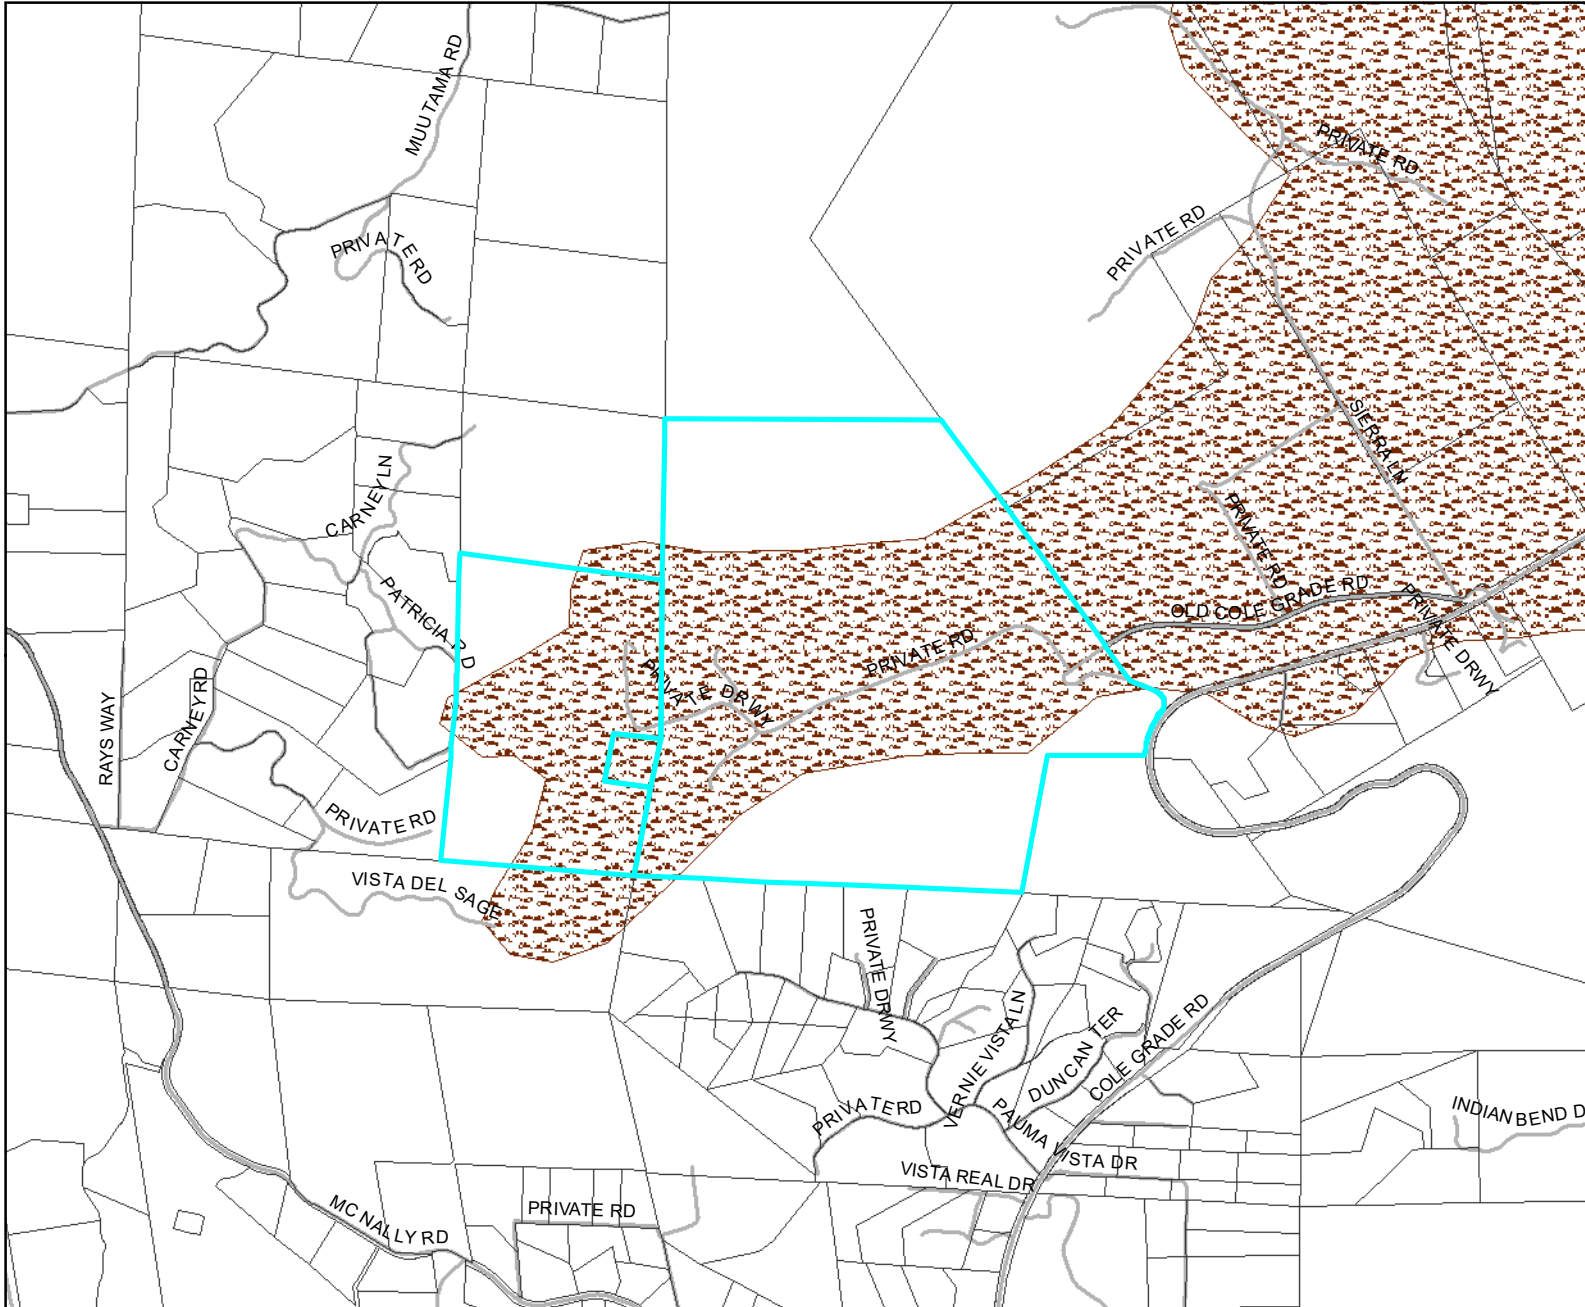 MUUTAMA RD
PRIVATE RD
PRIVATE RD
PRIVATE RD
SIERRA LN
CARNEY LN
PRIVATE RD
PATRICIA RD
OLD COLE GRADE RD
PRIVATE DRWY
PRIVATE RD
PRIVATE DRWY
CARNEY RD
RAYS WAY
PRIVATE RD
VISTA DEL SAGE
PRIVATE DRWY
VERNIE VISTA LN
DUNCAN TER
COLE GRADE RD
PRIVATE RD
PAUMA VISTA DR
INDIAN BEND D
VISTA REAL DR
PRIVATE RD
MC NALLY RD